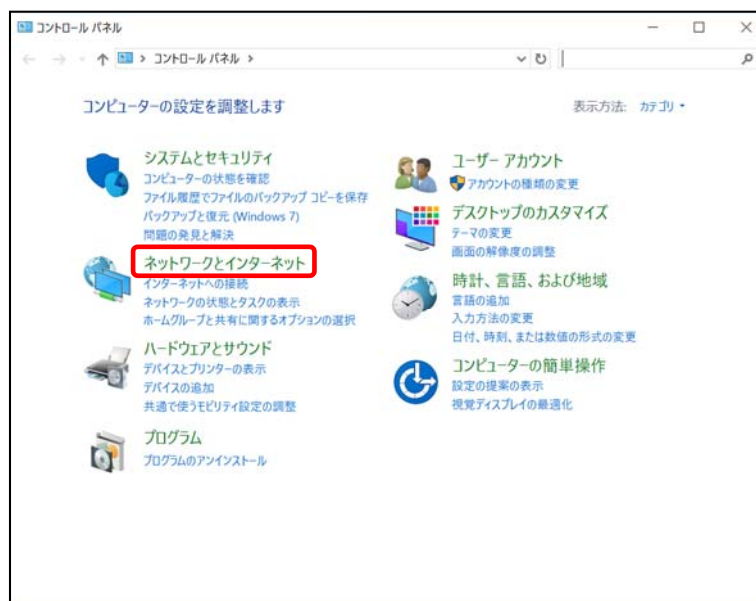 コントロール パネル
コントロール パネル
コンピューターの設定を調整します
表示方法: カテゴリ
システムとセキュリティ
コンピューターの状態を確認
ファイル履歴でファイルのバックアップ コピーを保存
バックアップと復元 (Windows 7)
問題の発見と解決
ネットワークとインターネット
インターネットへの接続
ネットワークの状態とタスクの表示
ホームグループと共有に関するオプションの選択
ハードウェアとサウンド
デバイスとプリンターの表示
デバイスの追加
共通で使うモビリティ設定の調整
プログラム
プログラムのアンインストール
ユーザー アカウント
アカウントの種類の変更
デスクトップのカスタマイズ
テーマの変更
画面の解像度の調整
時計、言語、および地域
言語の追加
入力方法の変更
日付、時刻、または数値の形式の変更
コンピューターの簡単操作
設定の提案の表示
視覚ディスプレイの最適化